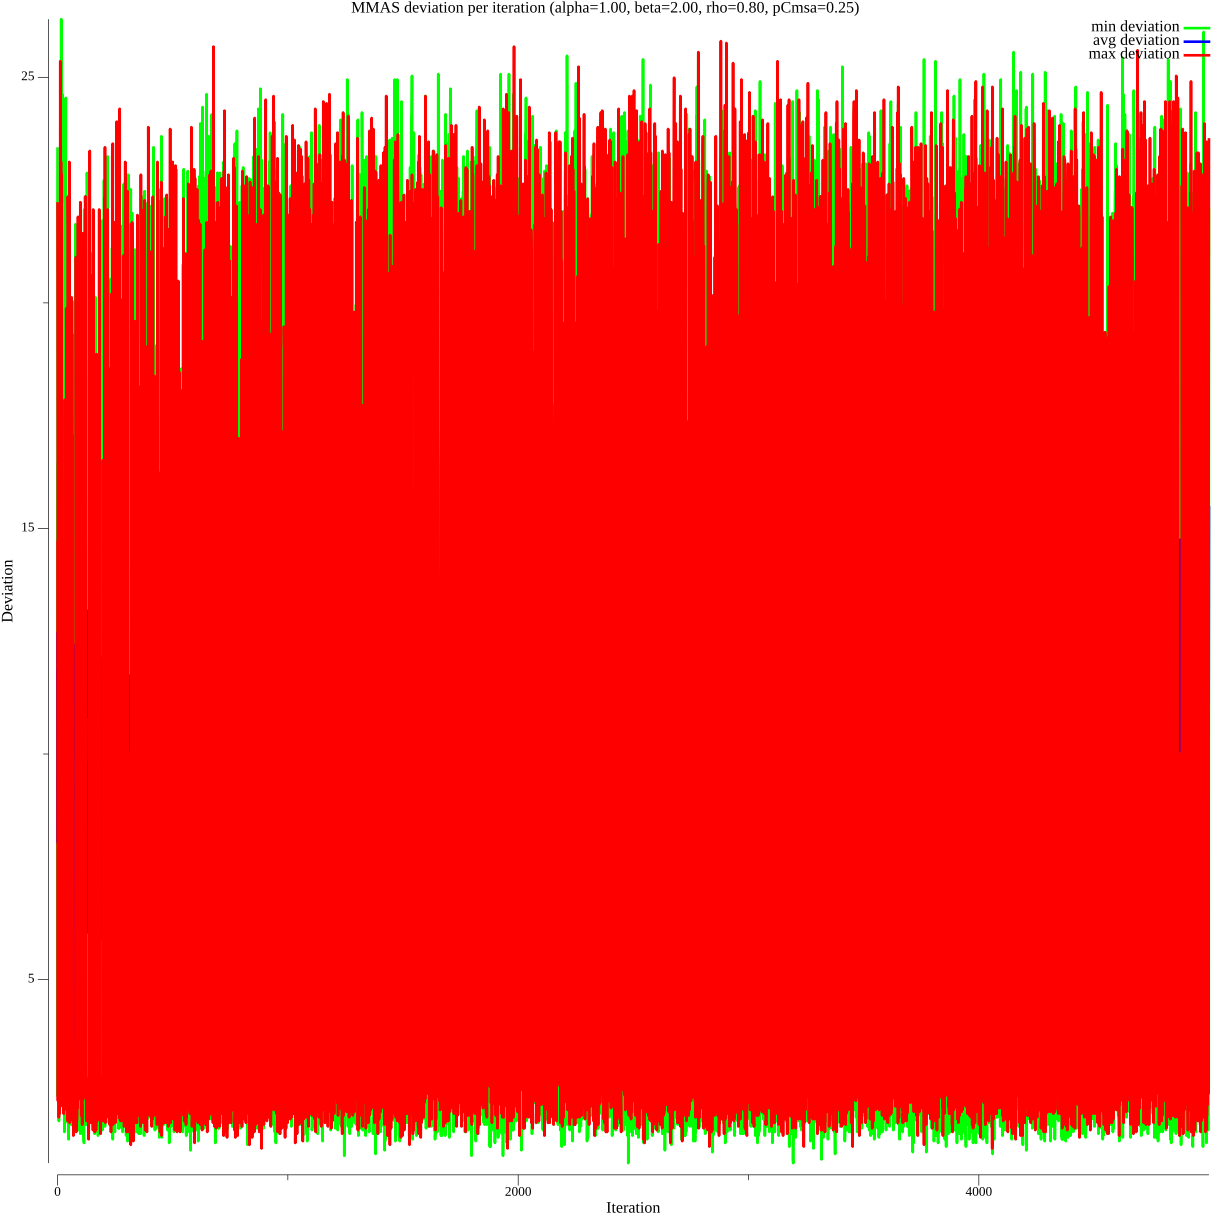 MMAS deviation per iteration (alpha=1.00, beta=2.00, rho=0.80, pCmsa=0.25)
min deviation
avg deviation
max deviation
25
15
5
Deviation
0
2000
4000
Iteration